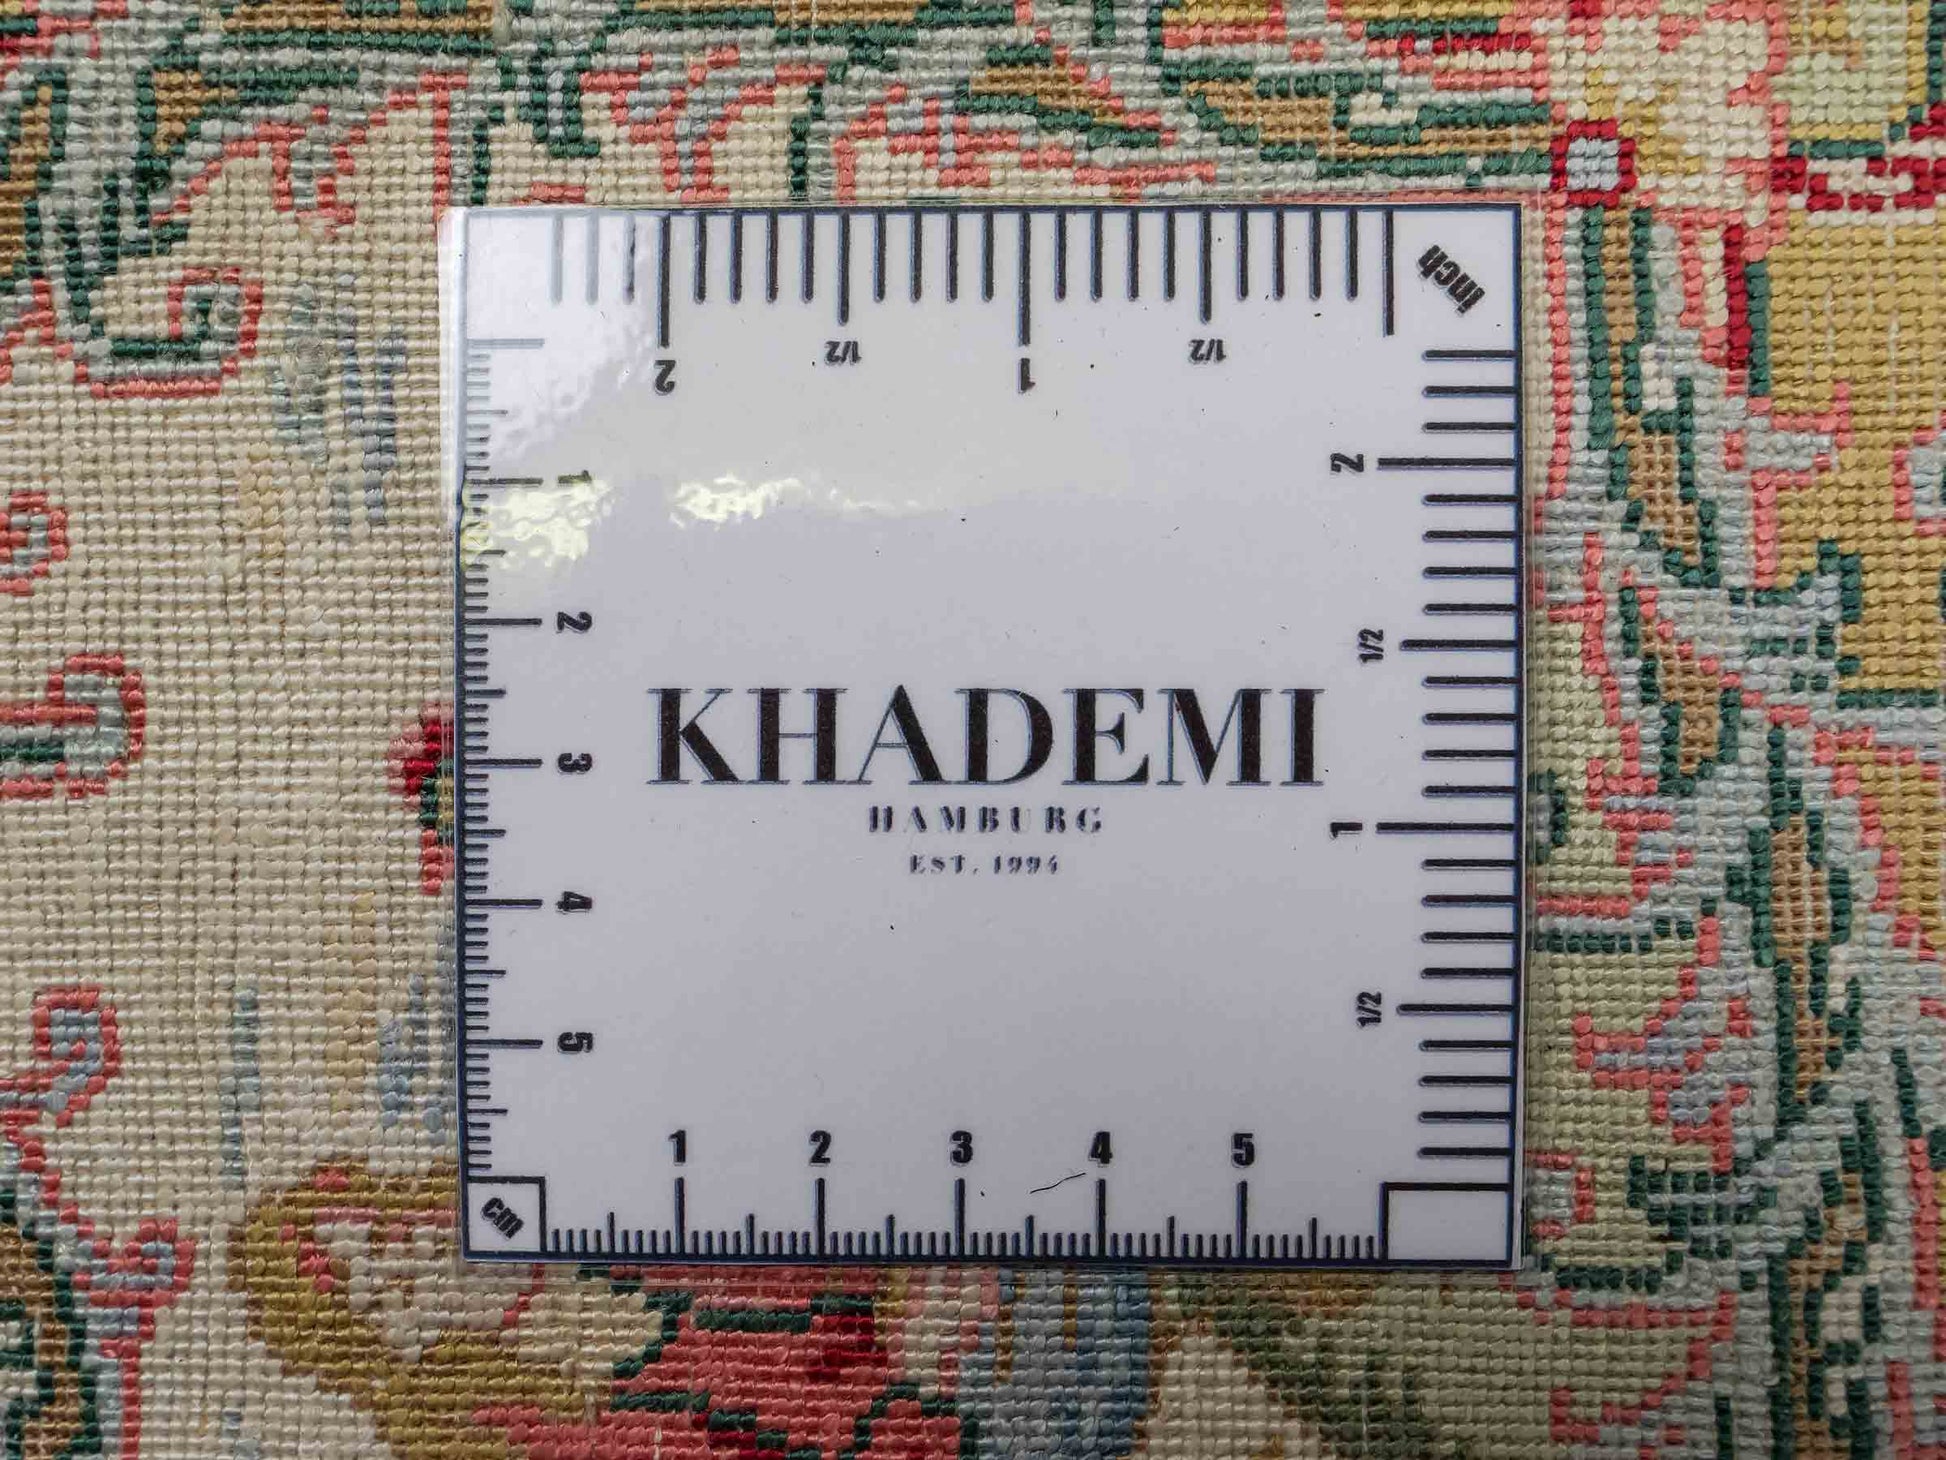 inch
2 1/2 1 1/2
1
2
3
4
5
2
1/2
1
1/2
KHADEMI
HAMBURG
EST. 1994
cm
1 2 3 4 5